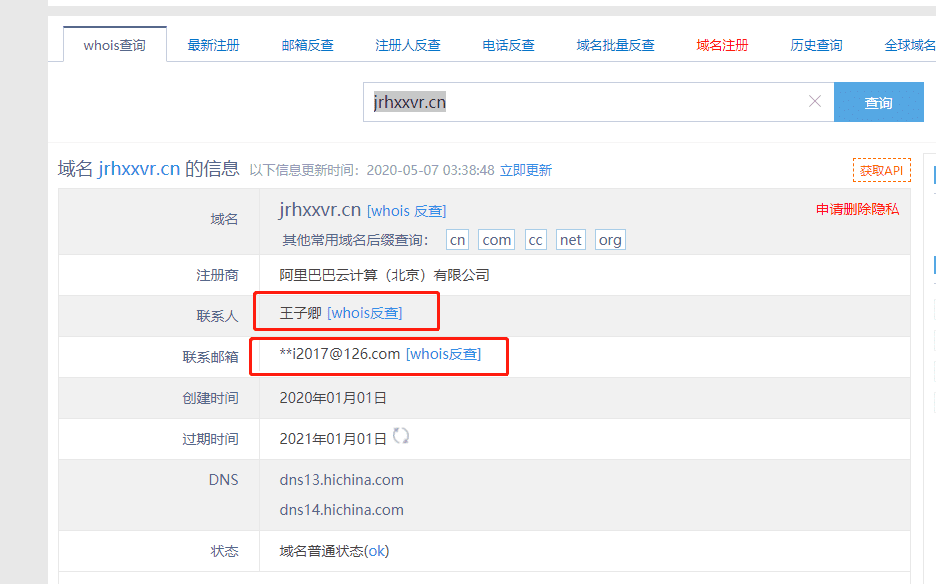 whois查询 最新注册 邮箱反查 注册人反查 电话反查 域名批量反查 域名注册 历史查询 全球域名
jrhxxvr.cn 查询
域名 jrhxxvr.cn 的信息 以下信息更新时间：2020-05-07 03:38:48 立即更新 获取API
域名 jrhxxvr.cn [whois 反查] 申请删除隐私
其他常用域名后缀查询： cn com cc net org
注册商 阿里巴巴云计算（北京）有限公司
联系人 王子卿 [whois反查]
联系邮箱 **i2017@126.com [whois反查]
创建时间 2020年01月01日
过期时间 2021年01月01日
DNS dns13.hichina.com
dns14.hichina.com
状态 域名普通状态(ok)